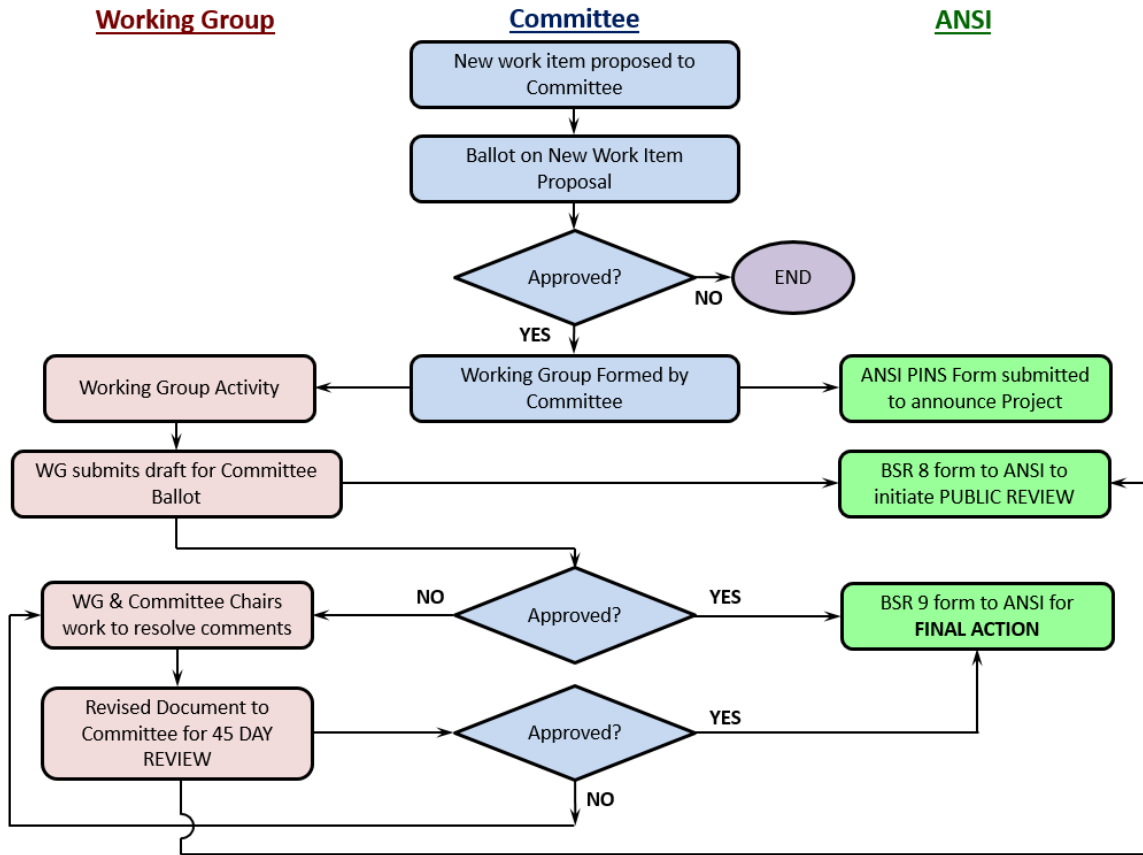 Working Group
Committee
ANSI
New work item proposed to
Committee
Ballot on New Work Item
Proposal
Approved?
NO
END
YES
Working Group Activity
Working Group Formed by
Committee
ANSI PINS Form submitted
to announce Project
WG submits draft for Committee
Ballot
BSR 8 form to ANSI to
initiate PUBLIC REVIEW
WG & Committee Chairs
work to resolve comments
NO
Approved?
YES
BSR 9 form to ANSI for
FINAL ACTION
Revised Document to
Committee for 45 DAY
REVIEW
Approved?
YES
NO